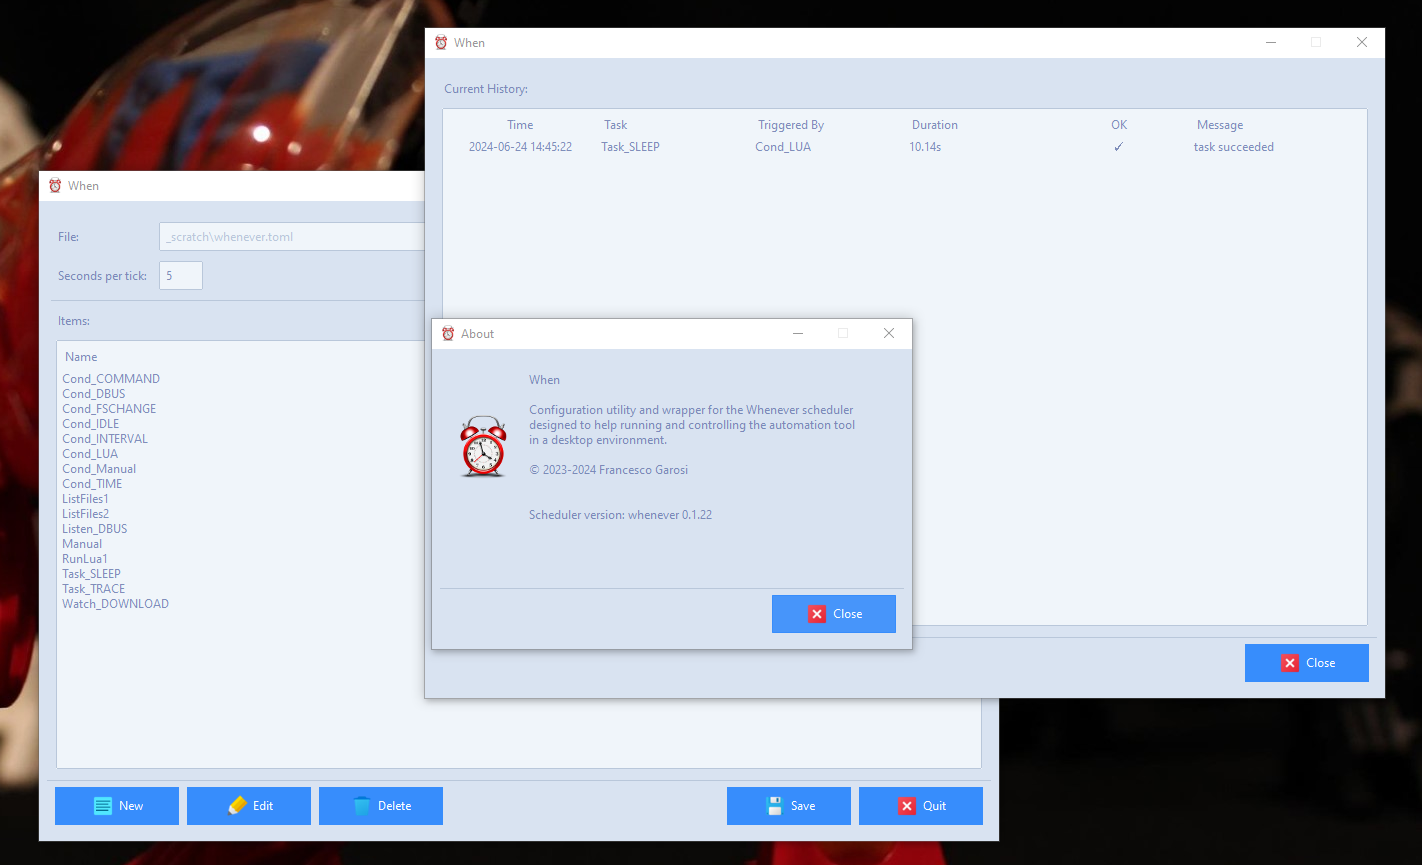 When
Current History:
Time Task Triggered By Duration OK Message
2024-06-24 14:45:22 Task_SLEEP Cond_LUA 10.14s ✓ task succeeded
Close
When
File: _scratch\whenever.toml
Seconds per tick: 5
Items:
Name
Cond_COMMAND
Cond_DBUS
Cond_FSCHANGE
Cond_IDLE
Cond_INTERVAL
Cond_LUA
Cond_Manual
Cond_TIME
ListFiles1
ListFiles2
Listen_DBUS
Manual
RunLua1
Task_SLEEP
Task_TRACE
Watch_DOWNLOAD
New Edit Delete Save Quit
About
When
Configuration utility and wrapper for the Whenever scheduler
designed to help running and controlling the automation tool
in a desktop environment.
© 2023-2024 Francesco Garosi
Scheduler version: whenever 0.1.22
Close